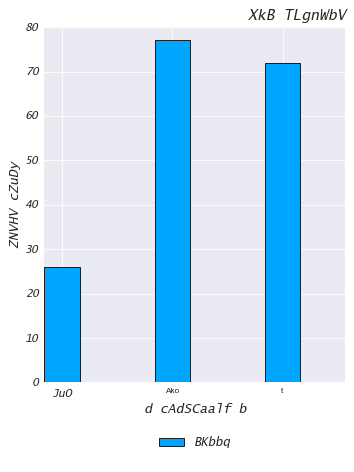 XkB TLgnWbV
ZNVHV cZuDy
80
70
60
50
40
30
20
10
0
JuO Ako t
d cAdSCaalf b
BKbbq